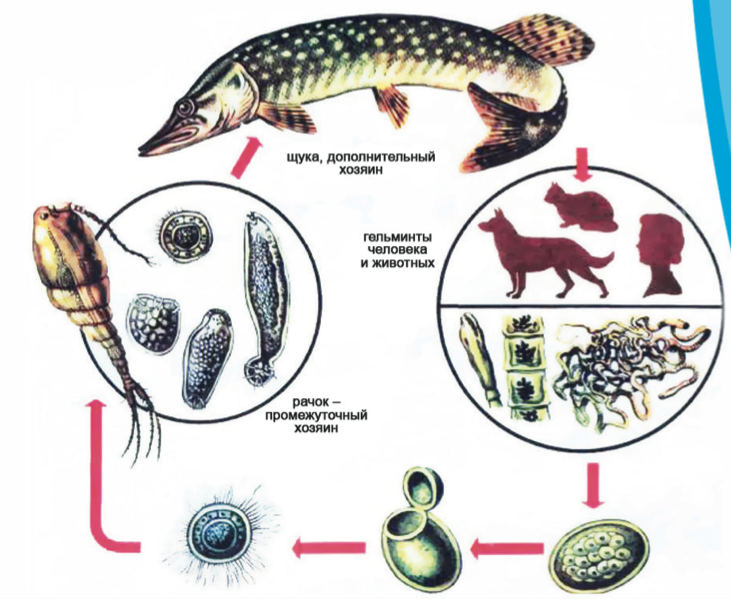 щука, дополнительный
хозяин
гельминты
человека
и животных
рачок –
промежуточный
хозяин